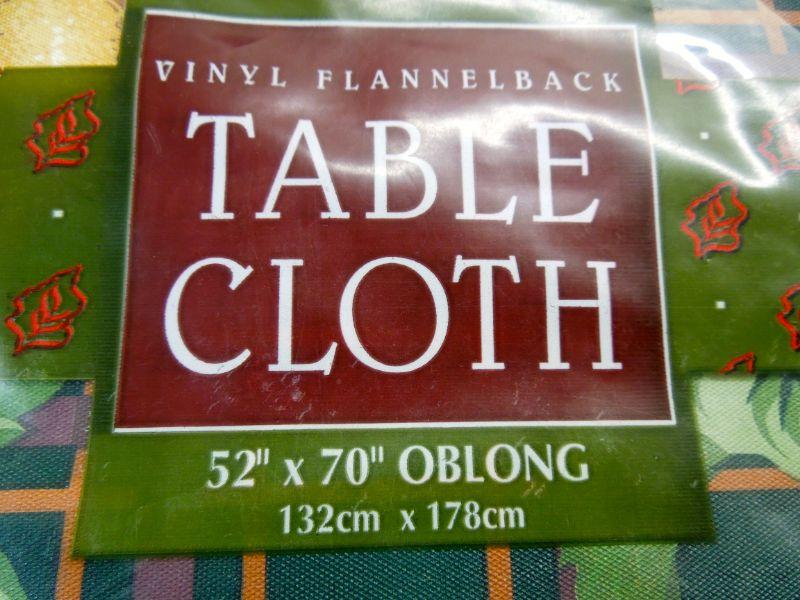 VINYL FLANNELBACK
TABLE
CLOTH
52" x 70" OBLONG
132cm x 178cm